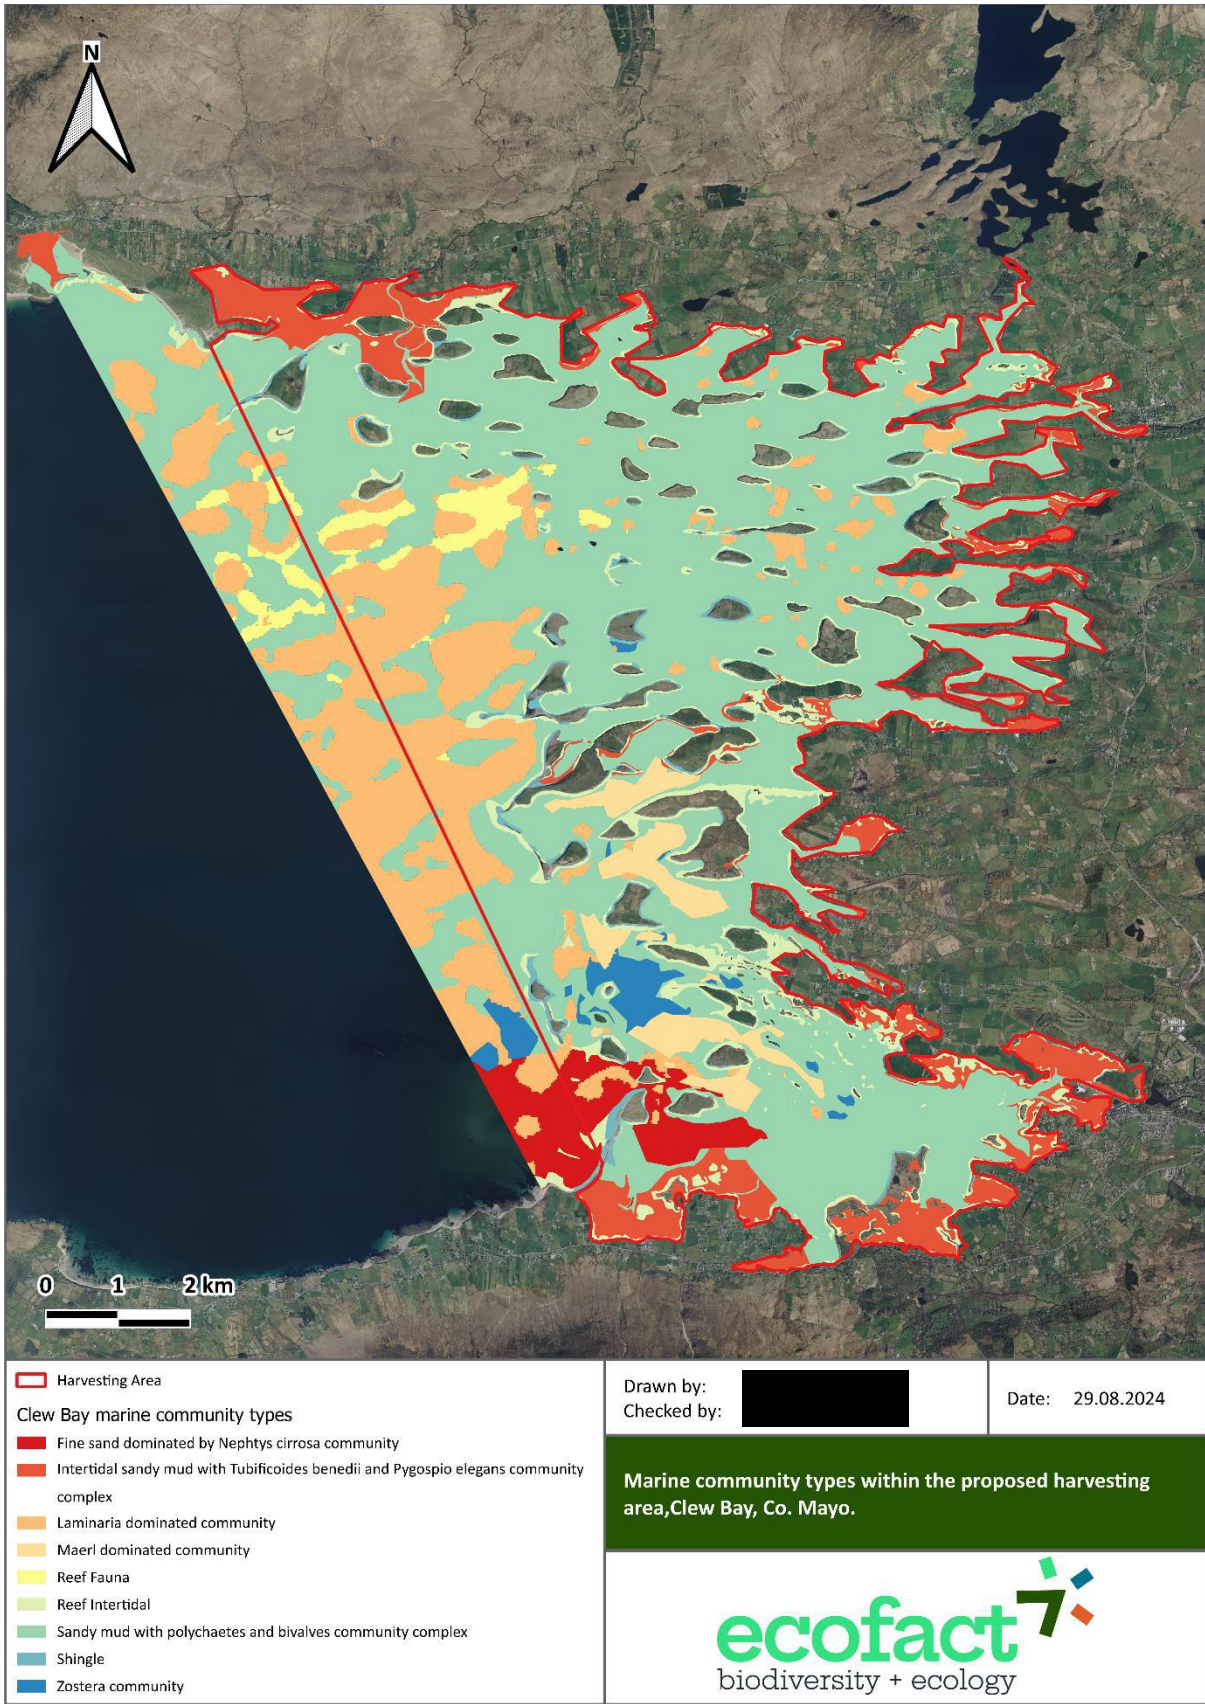 N
0 1 2 km
Harvesting Area
Clew Bay marine community types
Fine sand dominated by Nephtys cirrosa community
Intertidal sandy mud with Tubificoides benedii and Pygospio elegans community
complex
Laminaria dominated community
Maerl dominated community
Reef Fauna
Reef Intertidal
Sandy mud with polychaetes and bivalves community complex
Shingle
Zostera community
Drawn by:
Checked by:
Date: 29.08.2024
Marine community types within the proposed harvesting
area,Clew Bay, Co. Mayo.
ecofact
biodiversity + ecology